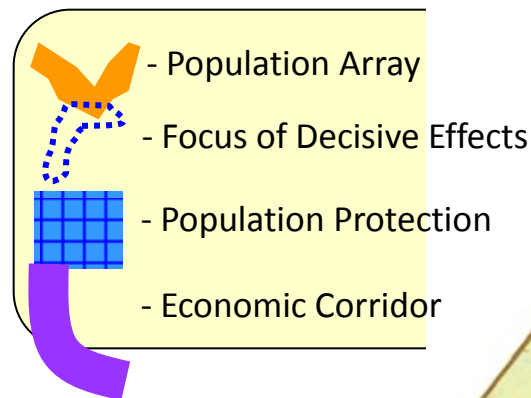 - Population Array
- Focus of Decisive Effects
- Population Protection
- Economic Corridor